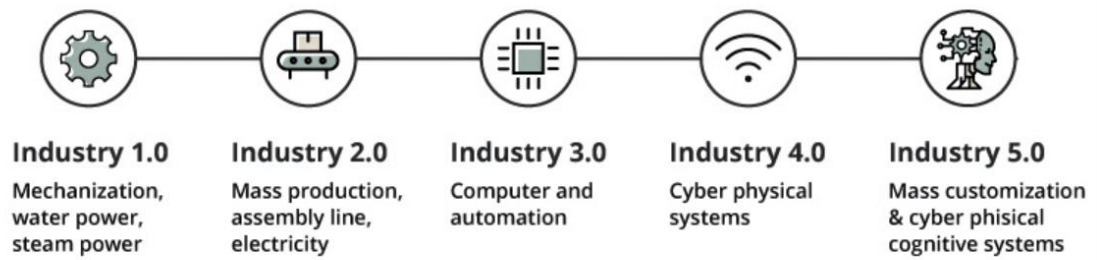 Industry 1.0
Mechanization,
water power,
steam power
Industry 2.0
Mass production,
assembly line,
electricity
Industry 3.0
Computer and
automation
Industry 4.0
Cyber physical
systems
Industry 5.0
Mass customization
& cyber phisical
cognitive systems